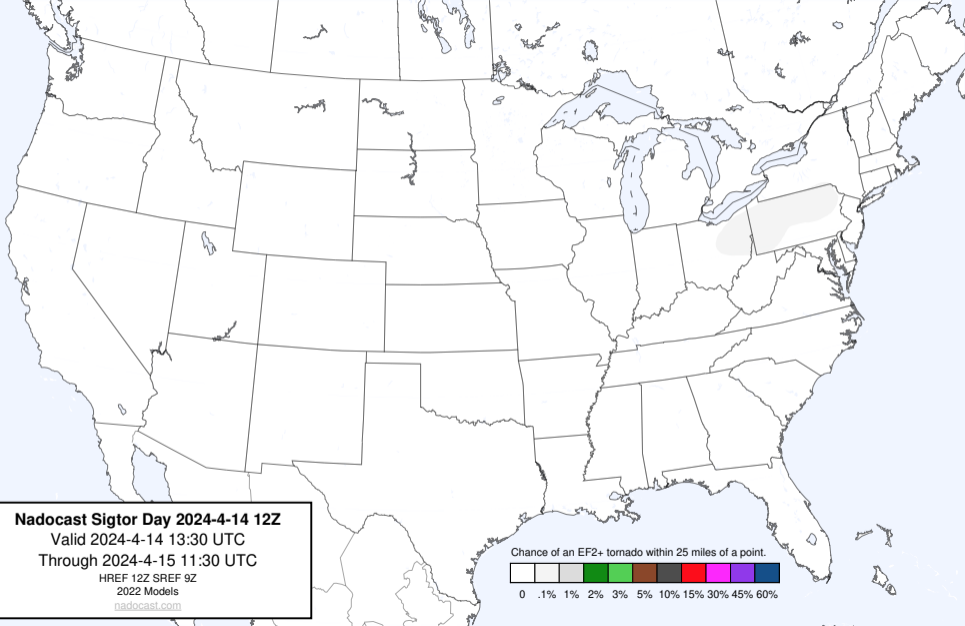 Nadocast Sigtor Day 2024-4-14 12Z
Valid 2024-4-14 13:30 UTC
Through 2024-4-15 11:30 UTC
HREF 12Z SREF 9Z
2022 Models
nadocast.com
Chance of an EF2+ tornado within 25 miles of a point.
0 .1% 1% 2% 3% 5% 10% 15% 30% 45% 60%